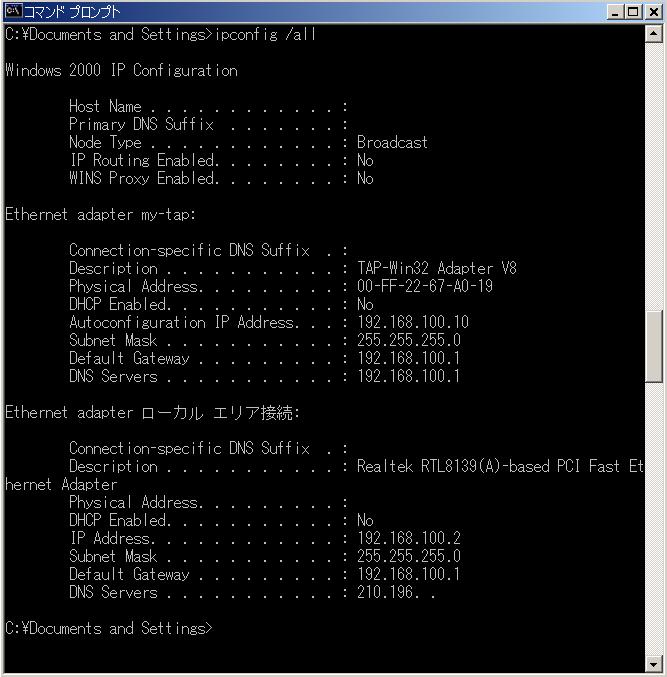 コマンド プロンプト
C:¥Documents and Settings>ipconfig /all
Windows 2000 IP Configuration
Host Name . . . . . . . . . . . . :
Primary DNS Suffix . . . . . . . :
Node Type . . . . . . . . . . . . : Broadcast
IP Routing Enabled. . . . . . . . : No
WINS Proxy Enabled. . . . . . . . : No
Ethernet adapter my-tap:
Connection-specific DNS Suffix . :
Description . . . . . . . . . . . : TAP-Win32 Adapter V8
Physical Address. . . . . . . . . : 00-FF-22-67-A0-19
DHCP Enabled. . . . . . . . . . . : No
Autoconfiguration IP Address. . . : 192.168.100.10
Subnet Mask . . . . . . . . . . . : 255.255.255.0
Default Gateway . . . . . . . . . : 192.168.100.1
DNS Servers . . . . . . . . . . . : 192.168.100.1
Ethernet adapter ローカル エリア接続:
Connection-specific DNS Suffix . :
Description . . . . . . . . . . . : Realtek RTL8139(A)-based PCI Fast Et
hernet Adapter
Physical Address. . . . . . . . . :
DHCP Enabled. . . . . . . . . . . : No
IP Address. . . . . . . . . . . . : 192.168.100.2
Subnet Mask . . . . . . . . . . . : 255.255.255.0
Default Gateway . . . . . . . . . : 192.168.100.1
DNS Servers . . . . . . . . . . . : 210.196. .
C:¥Documents and Settings>